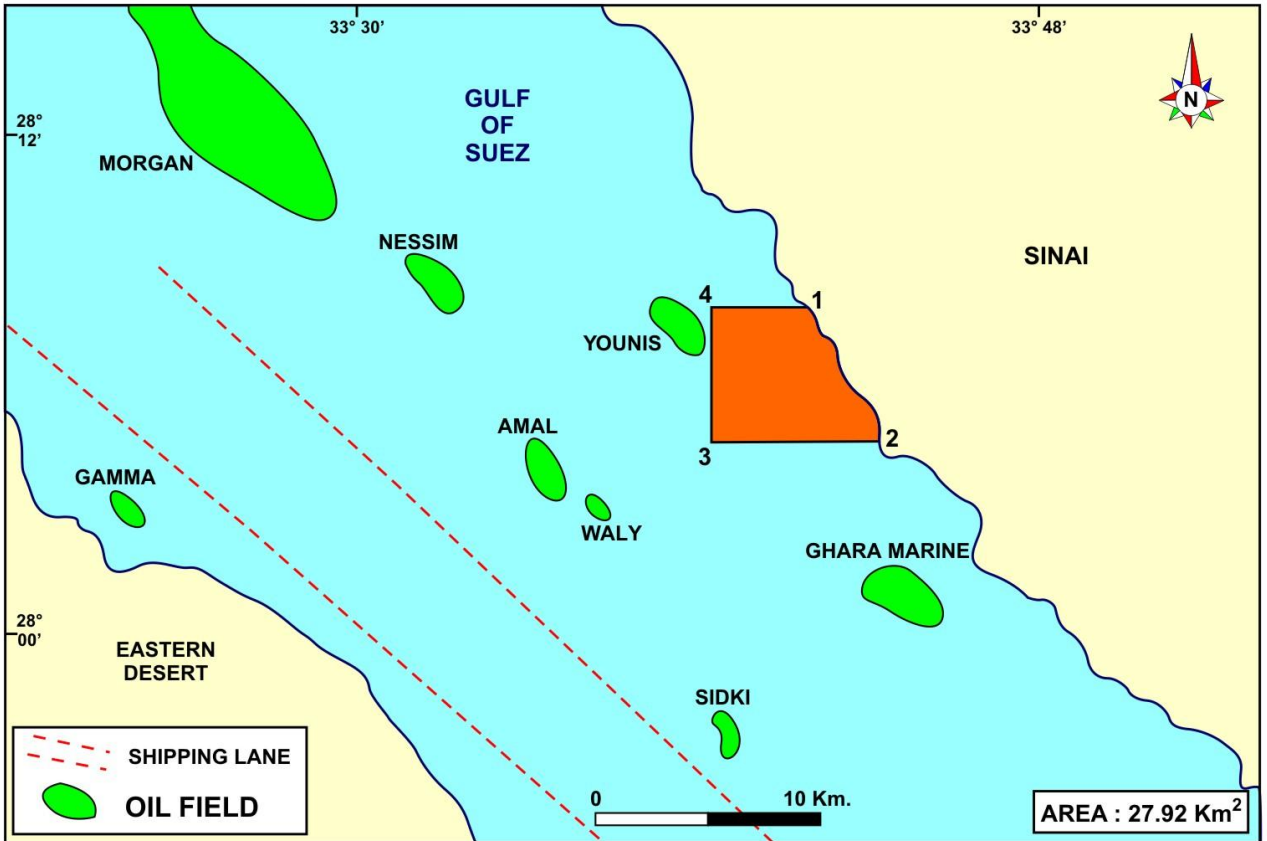 33° 30’
33° 48’
N
GULF
OF
SUEZ
28°
12’
MORGAN
NESSIM
SINAI
4
1
YOUNIS
AMAL
3
2
GAMMA
WALY
GHARA MARINE
28°
00’
EASTERN
DESERT
SIDKI
SHIPPING LANE
OIL FIELD
0
10 Km.
AREA : 27.92 Km²